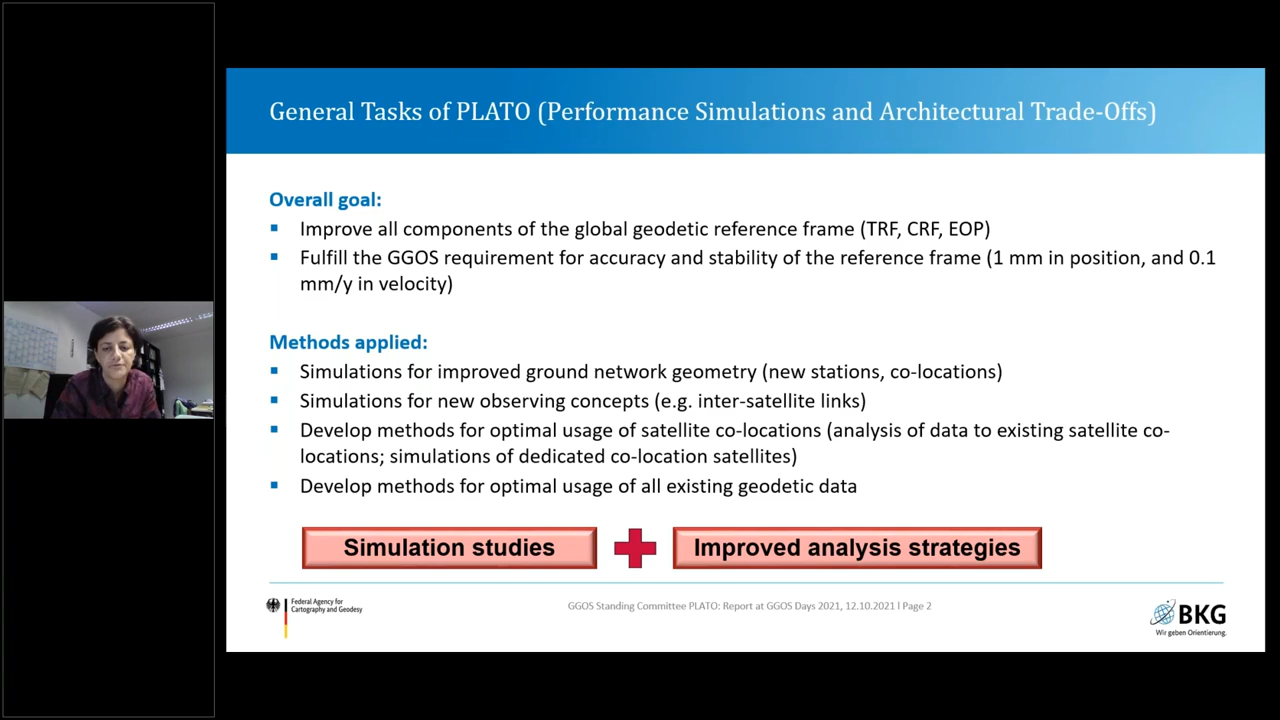 General Tasks of PLATO (Performance Simulations and Architectural Trade-Offs)
Overall goal:
Improve all components of the global geodetic reference frame (TRF, CRF, EOP)
Fulfill the GGOS requirement for accuracy and stability of the reference frame (1 mm in position, and 0.1
mm/y in velocity)
Methods applied:
Simulations for improved ground network geometry (new stations, co-locations)
Simulations for new observing concepts (e.g. inter-satellite links)
Develop methods for optimal usage of satellite co-locations (analysis of data to existing satellite co-
locations; simulations of dedicated co-location satellites)
Develop methods for optimal usage of all existing geodetic data
Simulation studies
Improved analysis strategies
Federal Agency for
Cartography and Geodesy
GGOS Standing Committee PLATO: Report at GGOS Days 2021, 12.10.2021 I Page 2
BKG
Wir geben Orientierung.